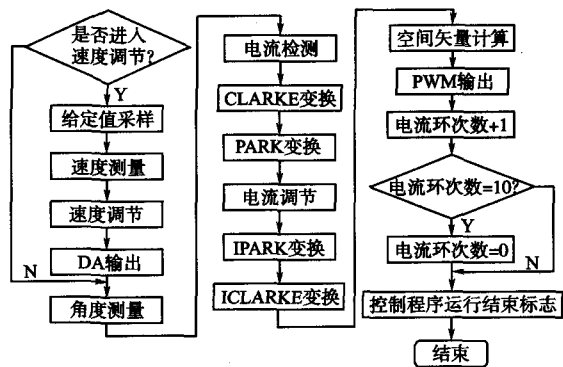 是否进入
速度调节?
Y
给定值采样
速度测量
速度调节
DA输出
N
角度测量
电流检测
CLARKE变换
PARK变换
电流调节
IPARK变换
ICLARKE变换
空间矢量计算
PWM输出
电流环次数+1
电流环次数=10?
Y
电流环次数=0
N
控制程序运行结束标志
结束